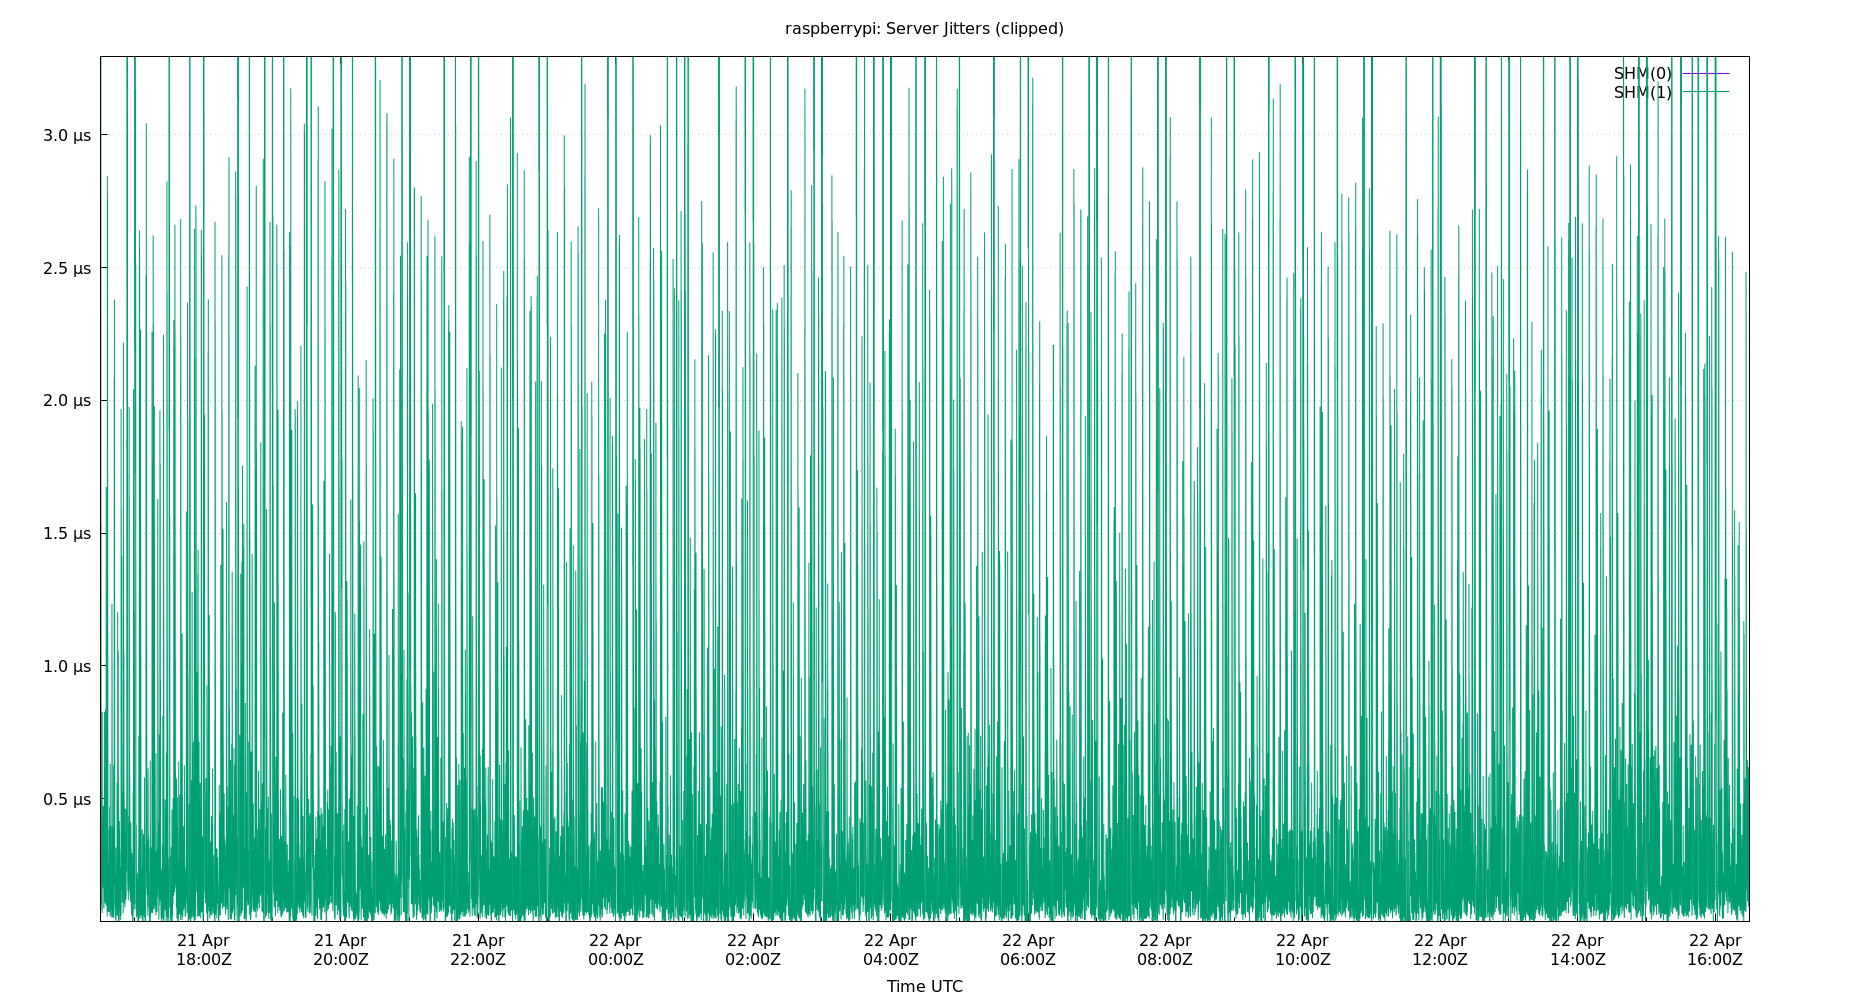 raspberrypi: Server Jitters (clipped)
SHM(0)
SHM(1)
3.0 µs
2.5 µs
2.0 µs
1.5 µs
1.0 µs
0.5 µs
21 Apr 21 Apr 21 Apr 22 Apr 22 Apr 22 Apr 22 Apr 22 Apr 22 Apr 22 Apr 22 Apr 22 Apr
18:00Z 20:00Z 22:00Z 00:00Z 02:00Z 04:00Z 06:00Z 08:00Z 10:00Z 12:00Z 14:00Z 16:00Z
Time UTC